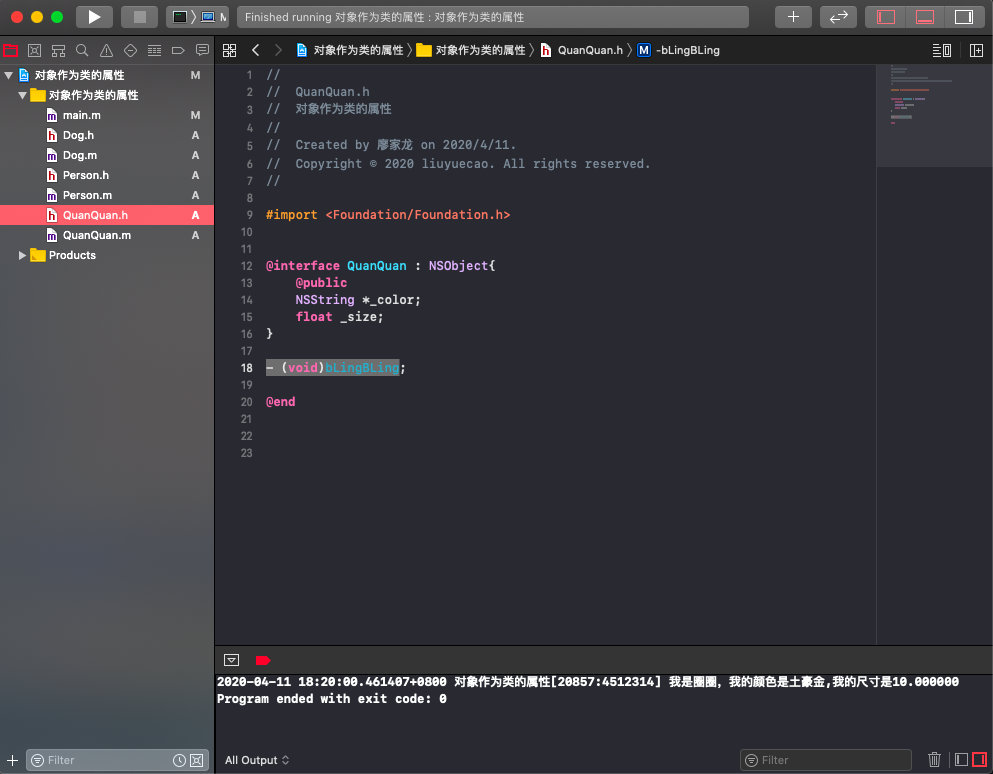 M
Finished running 对象作为类的属性 : 对象作为类的属性
对象作为类的属性
对象作为类的属性
QuanQuan.h
M
-bLingBLing
对象作为类的属性 M
对象作为类的属性
m main.m M
h Dog.h A
m Dog.m A
h Person.h A
m Person.m A
h QuanQuan.h A
m QuanQuan.m A
Products
1 //
2 //  QuanQuan.h
3 //  对象作为类的属性
4 //
5 //  Created by 廖家龙 on 2020/4/11.
6 //  Copyright © 2020 liuyuecao. All rights reserved.
7 //
8
9 #import <Foundation/Foundation.h>
10
11
12 @interface QuanQuan : NSObject{
13     @public
14     NSString *_color;
15     float _size;
16 }
17
18 - (void)bLingBLing;
19
20 @end
21
22
23
2020-04-11 18:20:00.461407+0800 对象作为类的属性[20857:4512314] 我是圈圈，我的颜色是土豪金,我的尺寸是10.000000
Program ended with exit code: 0
Filter
All Output
Filter